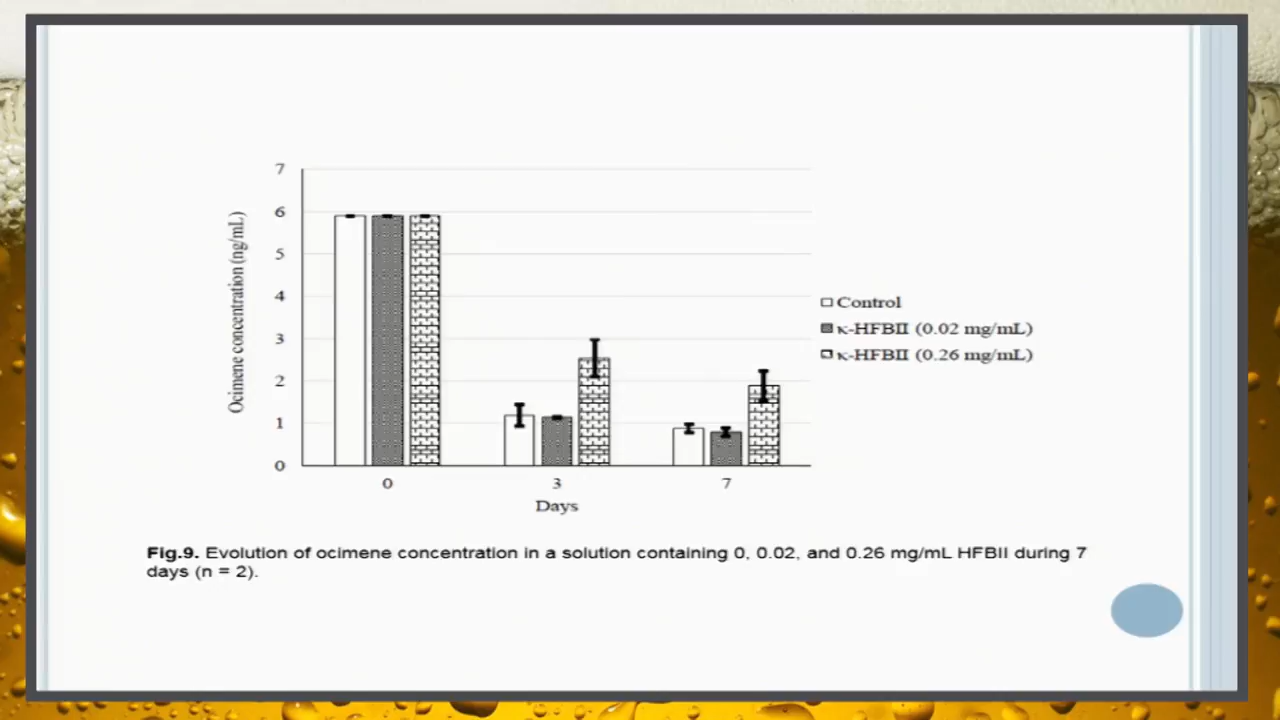 7
6
5
4
3
2
1
0
Ocimene concentration (ng/mL)
0 3 7
Days
Control
κ-HFBII (0.02 mg/mL)
κ-HFBII (0.26 mg/mL)
Fig.9. Evolution of ocimene concentration in a solution containing 0, 0.02, and 0.26 mg/mL HFBII during 7
days (n = 2).